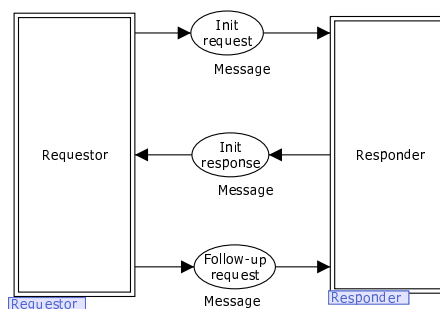 Init
request
Message
Requestor
Init
response
Message
Responder
Follow-up
request
Message
Requestor
Responder